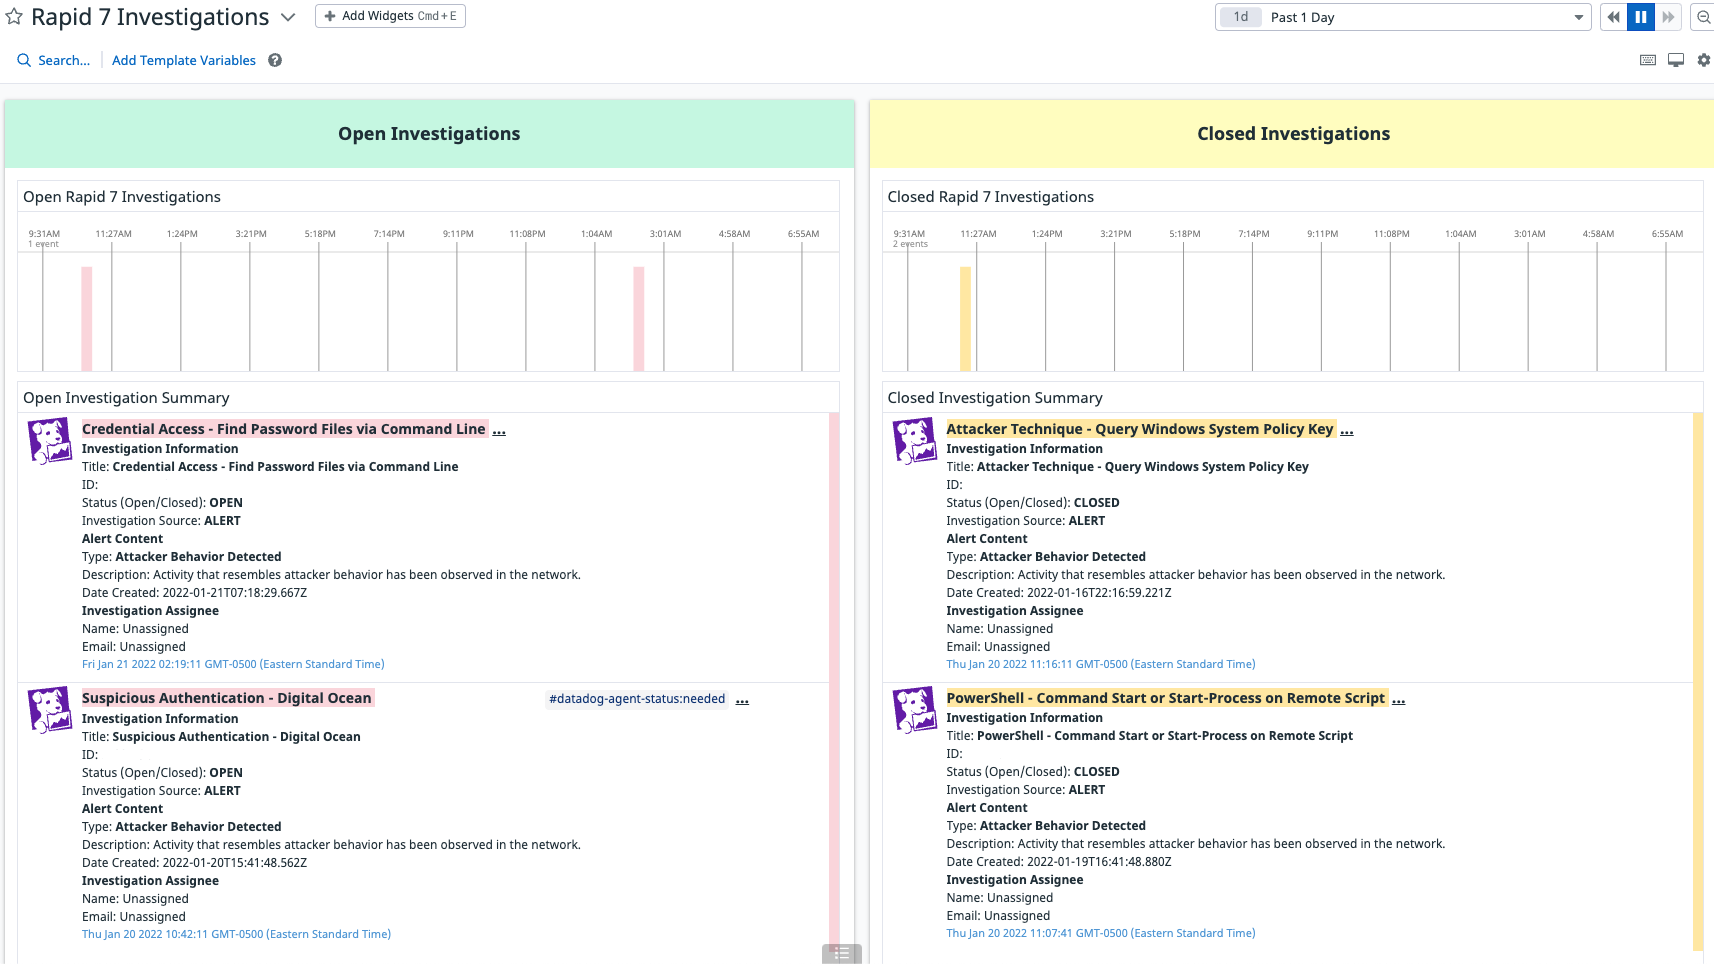 Rapid 7 Investigations
Add Widgets Cmd + E
1d Past 1 Day
Search...
Add Template Variables
Open Investigations
Open Rapid 7 Investigations
9:31AM 11:27AM 1:24PM 3:21PM 5:18PM 7:14PM 9:11PM 11:08PM 1:04AM 3:01AM 4:58AM 6:55AM
1 event
Open Investigation Summary
Credential Access - Find Password Files via Command Line ...
Investigation Information
Title: Credential Access - Find Password Files via Command Line
ID:
Status (Open/Closed): OPEN
Investigation Source: ALERT
Alert Content
Type: Attacker Behavior Detected
Description: Activity that resembles attacker behavior has been observed in the network.
Date Created: 2022-01-21T07:18:29.667Z
Investigation Assignee
Name: Unassigned
Email: Unassigned
Fri Jan 21 2022 02:19:11 GMT-0500 (Eastern Standard Time)
Suspicious Authentication - Digital Ocean #datadog-agent-status:needed ...
Investigation Information
Title: Suspicious Authentication - Digital Ocean
ID:
Status (Open/Closed): OPEN
Investigation Source: ALERT
Alert Content
Type: Attacker Behavior Detected
Description: Activity that resembles attacker behavior has been observed in the network.
Date Created: 2022-01-20T15:41:48.562Z
Investigation Assignee
Name: Unassigned
Email: Unassigned
Thu Jan 20 2022 10:42:11 GMT-0500 (Eastern Standard Time)
Closed Investigations
Closed Rapid 7 Investigations
9:31AM 11:27AM 1:24PM 3:21PM 5:18PM 7:14PM 9:11PM 11:08PM 1:04AM 3:01AM 4:58AM 6:55AM
2 events
Closed Investigation Summary
Attacker Technique - Query Windows System Policy Key ...
Investigation Information
Title: Attacker Technique - Query Windows System Policy Key
ID:
Status (Open/Closed): CLOSED
Investigation Source: ALERT
Alert Content
Type: Attacker Behavior Detected
Description: Activity that resembles attacker behavior has been observed in the network.
Date Created: 2022-01-16T22:16:59.221Z
Investigation Assignee
Name: Unassigned
Email: Unassigned
Thu Jan 20 2022 11:16:11 GMT-0500 (Eastern Standard Time)
PowerShell - Command Start or Start-Process on Remote Script ...
Investigation Information
Title: PowerShell - Command Start or Start-Process on Remote Script
ID:
Status (Open/Closed): CLOSED
Investigation Source: ALERT
Alert Content
Type: Attacker Behavior Detected
Description: Activity that resembles attacker behavior has been observed in the network.
Date Created: 2022-01-19T16:41:48.880Z
Investigation Assignee
Name: Unassigned
Email: Unassigned
Thu Jan 20 2022 11:07:41 GMT-0500 (Eastern Standard Time)